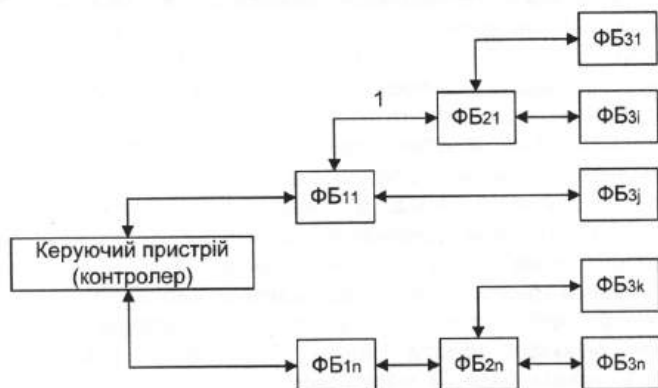 ФБ31
1
ФБ21
ФБ3i
ФБ11
ФБ3j
Керуючий пристрій
(контролер)
ФБ3k
ФБ1n
ФБ2n
ФБ3n